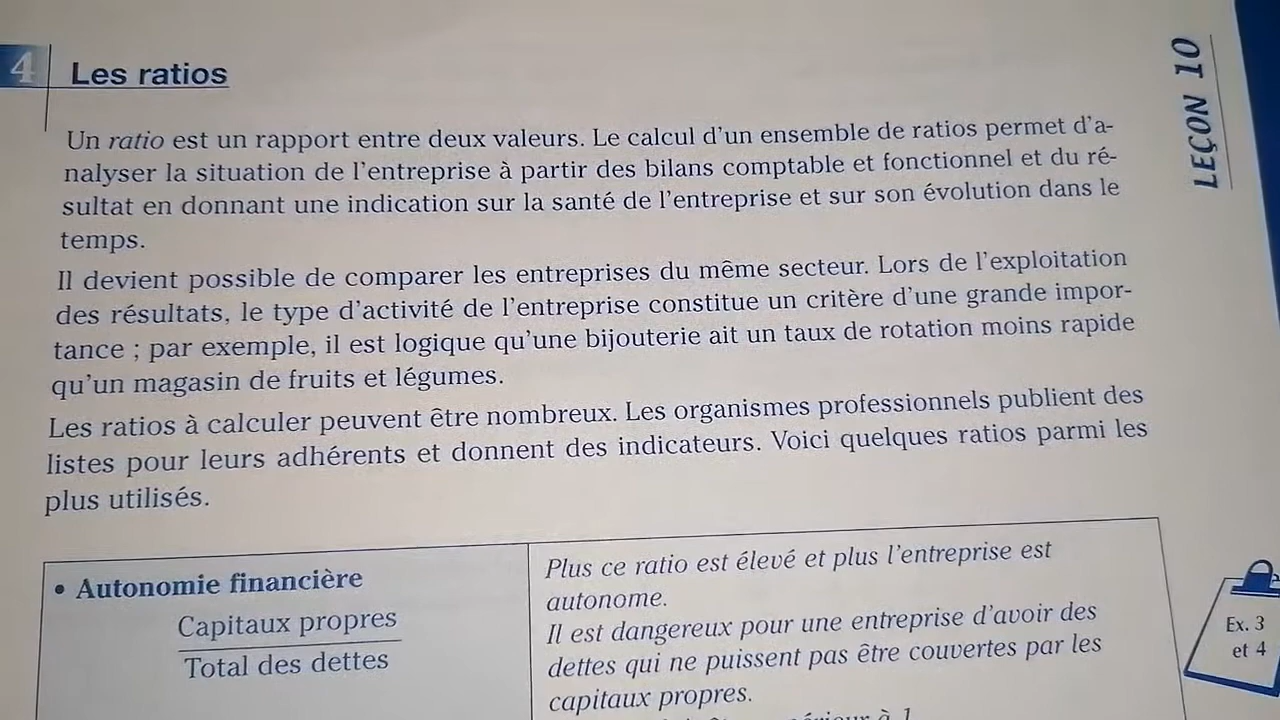 4 Les ratios
LEÇON 10
Un ratio est un rapport entre deux valeurs. Le calcul d'un ensemble de ratios permet d'a-
nalyser la situation de l'entreprise à partir des bilans comptable et fonctionnel et du ré-
sultat en donnant une indication sur la santé de l'entreprise et sur son évolution dans le
temps.
Il devient possible de comparer les entreprises du même secteur. Lors de l'exploitation
des résultats, le type d'activité de l'entreprise constitue un critère d'une grande impor-
tance ; par exemple, il est logique qu'une bijouterie ait un taux de rotation moins rapide
qu'un magasin de fruits et légumes.
Les ratios à calculer peuvent être nombreux. Les organismes professionnels publient des
listes pour leurs adhérents et donnent des indicateurs. Voici quelques ratios parmi les
plus utilisés.
• Autonomie financière
Capitaux propres
Total des dettes
Plus ce ratio est élevé et plus l'entreprise est
autonome.
Il est dangereux pour une entreprise d'avoir des
dettes qui ne puissent pas être couvertes par les
capitaux propres.
à 1
Ex. 3
et 4